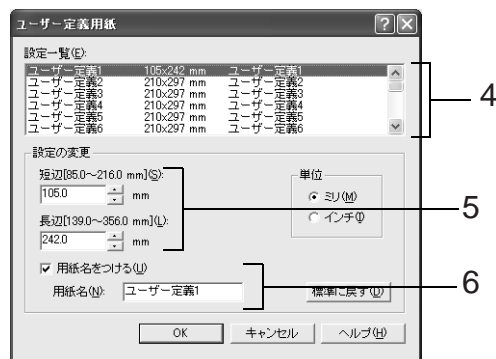 ユーザー定義用紙
設定一覧(E):
ユーザー定義1 105x242 mm ユーザー定義1
ユーザー定義2 210x297 mm ユーザー定義2
ユーザー定義3 210x297 mm ユーザー定義3
ユーザー定義4 210x297 mm ユーザー定義4
ユーザー定義5 210x297 mm ユーザー定義5
ユーザー定義6 210x297 mm ユーザー定義6
4
設定の変更
短辺[85.0～216.0 mm](S):
105.0 mm
長辺[139.0～356.0 mm](L):
242.0 mm
単位
ミリ(M)
インチ(I)
5
用紙名をつける(U)
用紙名(N): ユーザー定義1
標準に戻す(D)
6
OK キャンセル ヘルプ(H)